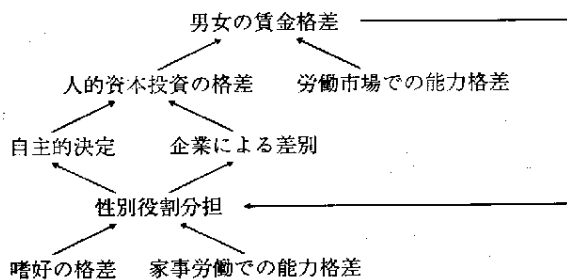 男女の賃金格差
人的資本投資の格差 労働市場での能力格差
自主的決定 企業による差別
性別役割分担
嗜好の格差 家事労働での能力格差